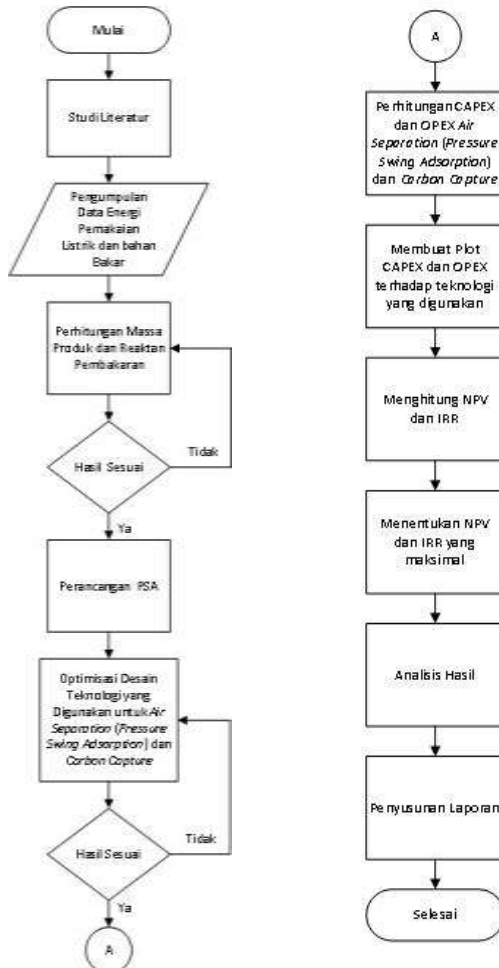 Mulai
Studi Literatur
Pengumpulan
Data Energi
Pemakaian
Listrik dan bahan
Bakar
Perhitungan Massa
Produk dan Reaktan
Pembakaran
Hasil Sesuai
Tidak
Ya
Perancangan PSA
Optimisasi Desain
Teknologi yang
Digunakan untuk Air
Separation (Pressure
Swing Adsorption) dan
Carbon Capture
Hasil Sesuai
Tidak
Ya
A
A
Perhitungan CAPEX
dan OPEX Air
Separation (Pressure
Swing Adsorption)
dan Carbon Capture
Membuat Plot
CAPEX dan OPEX
terhadap teknologi
yang digunakan
Menghitung NPV
dan IRR
Menentukan NPV
dan IRR yang
maksimal
Analisis Hasil
Penyusunan Laporan
Selesai